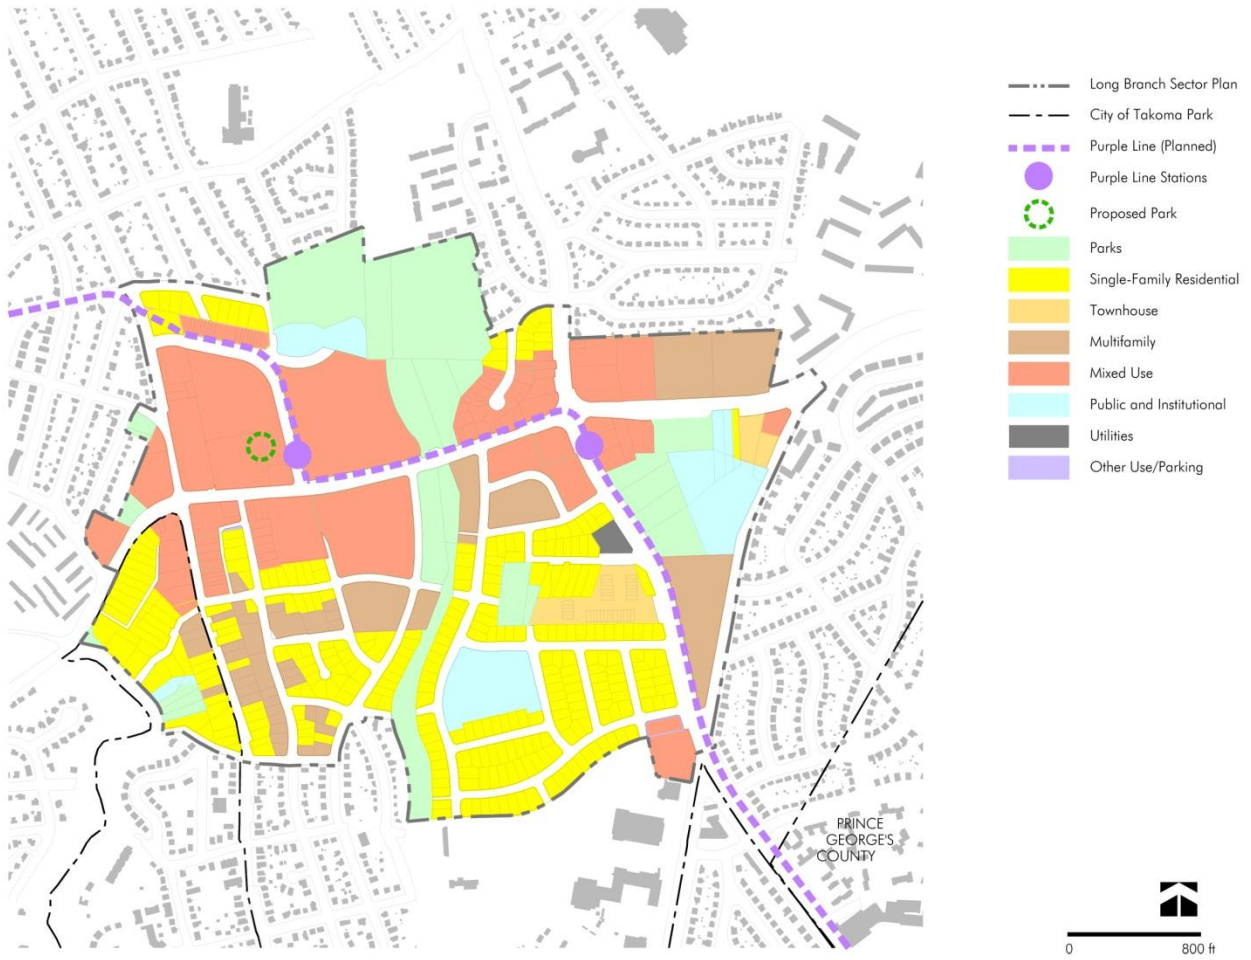 Long Branch Sector Plan
City of Takoma Park
Purple Line (Planned)
Purple Line Stations
Proposed Park
Parks
Single-Family Residential
Townhouse
Multifamily
Mixed Use
Public and Institutional
Utilities
Other Use/Parking
PRINCE
GEORGE'S
COUNTY
0 800 ft